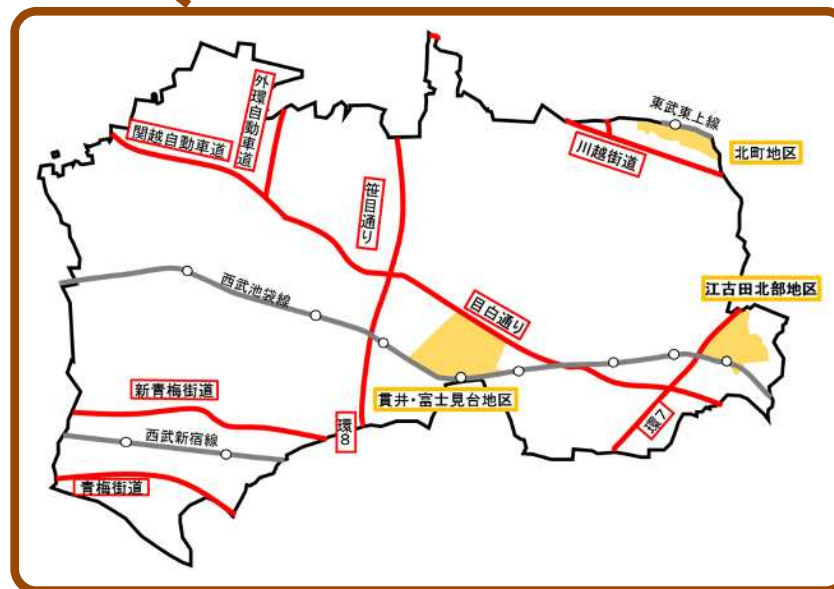 外環自動車道
関越自動車道
笹目通り
東武東上線
川越街道
北町地区
西武池袋線
目白通り
江古田北部地区
新青梅街道
貫井・富士見台地区
西武新宿線
環8
環7
青梅街道